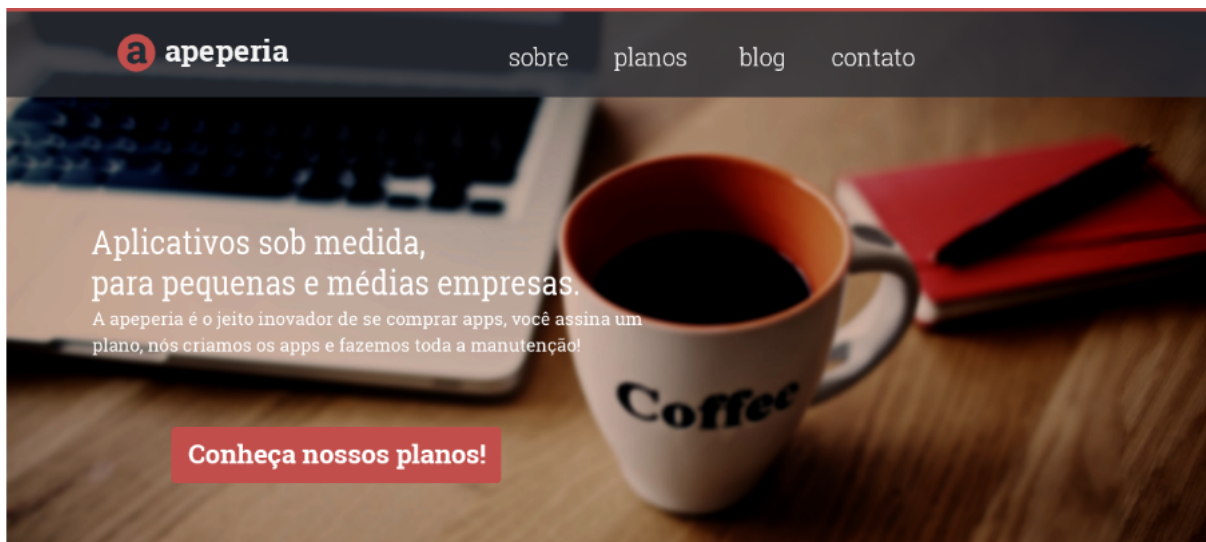 a apeperia
sobre planos blog contato
Aplicativos sob medida,
para pequenas e médias empresas.
A apeperia é o jeito inovador de se comprar apps, você assina um
plano, nós criamos os apps e fazemos toda a manutenção!
Coffee
Conheça nossos planos!